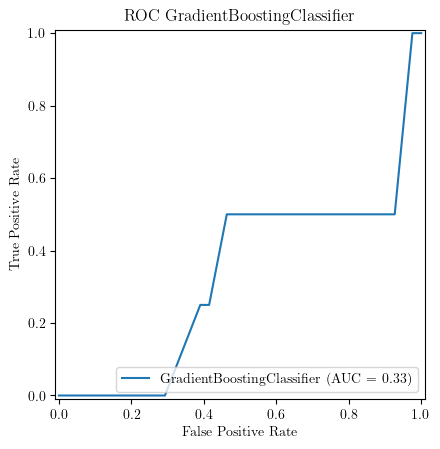 ROC GradientBoostingClassifier
1.0
0.8
0.6
0.4
0.2
0.0
True Positive Rate
GradientBoostingClassifier (AUC = 0.33)
0.0 0.2 0.4 0.6 0.8 1.0
False Positive Rate